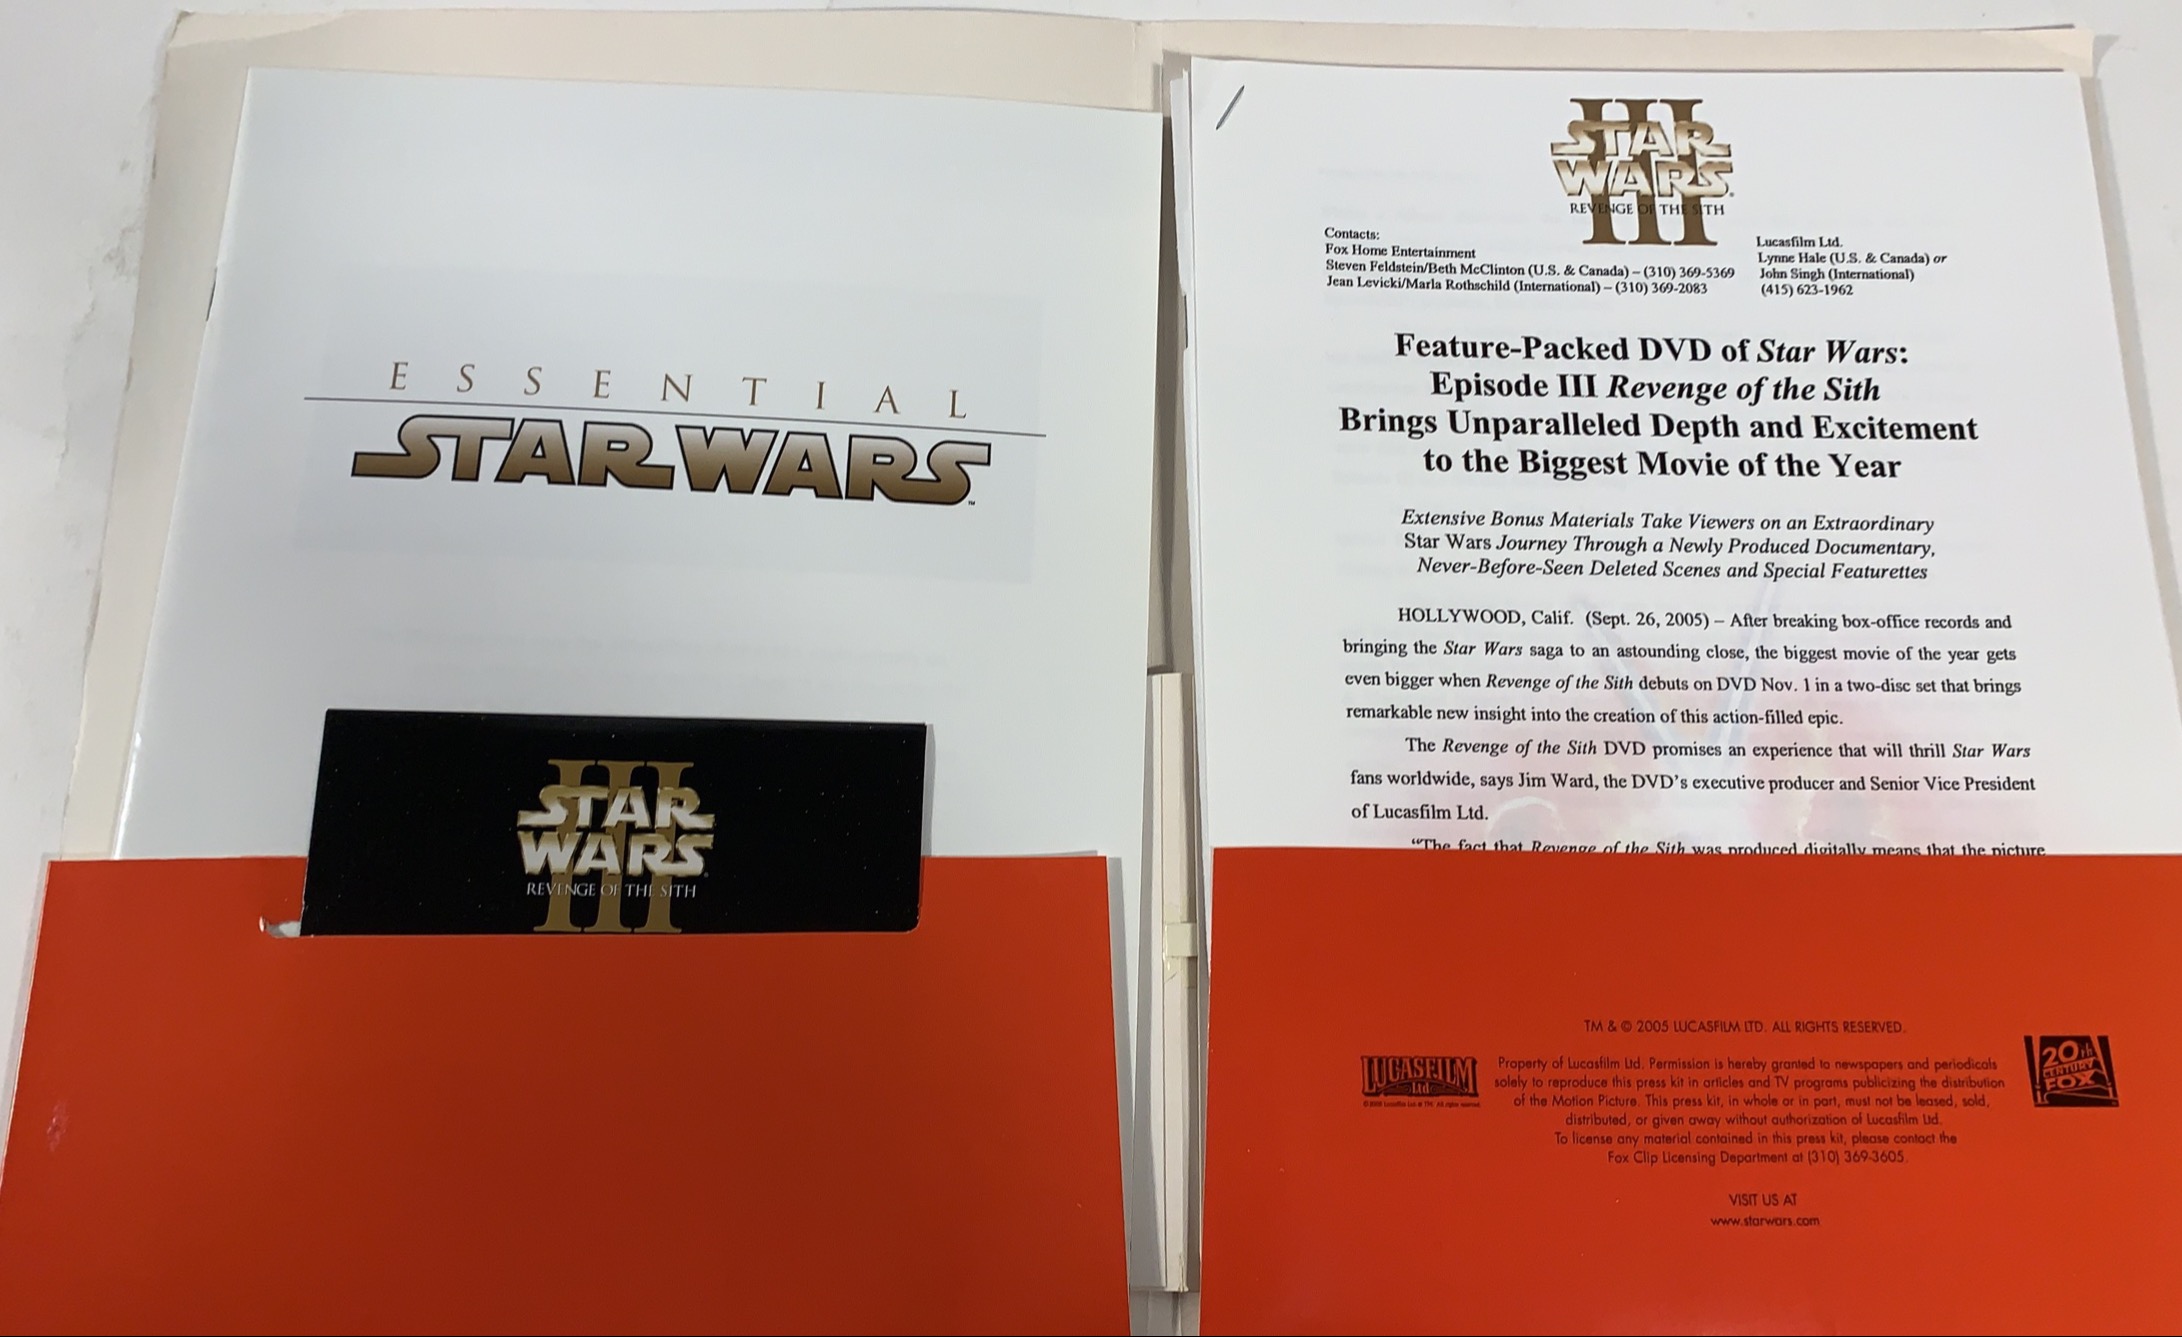 ESSENTIAL
STAR WARS™
STAR
WARS
REVENGE OF THE SITH
III
STAR
WARS
REVENGE OF THE SITH
III
Contacts:
Fox Home Entertainment
Steven Feldstein/Beth McClinton (U.S. & Canada) – (310) 369-5369
Jean Levicki/Marla Rothschild (International) – (310) 369-2083
Lucasfilm Ltd.
Lynne Hale (U.S. & Canada) or
John Singh (International)
(415) 623-1962
Feature-Packed DVD of Star Wars:
Episode III Revenge of the Sith
Brings Unparalleled Depth and Excitement
to the Biggest Movie of the Year
Extensive Bonus Materials Take Viewers on an Extraordinary
Star Wars Journey Through a Newly Produced Documentary,
Never-Before-Seen Deleted Scenes and Special Featurettes
HOLLYWOOD, Calif. (Sept. 26, 2005) – After breaking box-office records and
bringing the Star Wars saga to an astounding close, the biggest movie of the year gets
even bigger when Revenge of the Sith debuts on DVD Nov. 1 in a two-disc set that brings
remarkable new insight into the creation of this action-filled epic.
The Revenge of the Sith DVD promises an experience that will thrill Star Wars
fans worldwide, says Jim Ward, the DVD's executive producer and Senior Vice President
of Lucasfilm Ltd.
"The fact that Revenge of the Sith was produced digitally means that the picture
TM & © 2005 LUCASFILM LTD. ALL RIGHTS RESERVED.
LUCASFILM
Ltd.
Property of Lucasfilm Ltd. Permission is hereby granted to newspapers and periodicals
solely to reproduce this press kit in articles and TV programs publicizing the distribution
of the Motion Picture. This press kit, in whole or in part, must not be leased, sold,
distributed, or given away without authorization of Lucasfilm Ltd.
To license any material contained in this press kit, please contact the
Fox Clip Licensing Department at (310) 369-3605.
20th
CENTURY
FOX
VISIT US AT
www.starwars.com